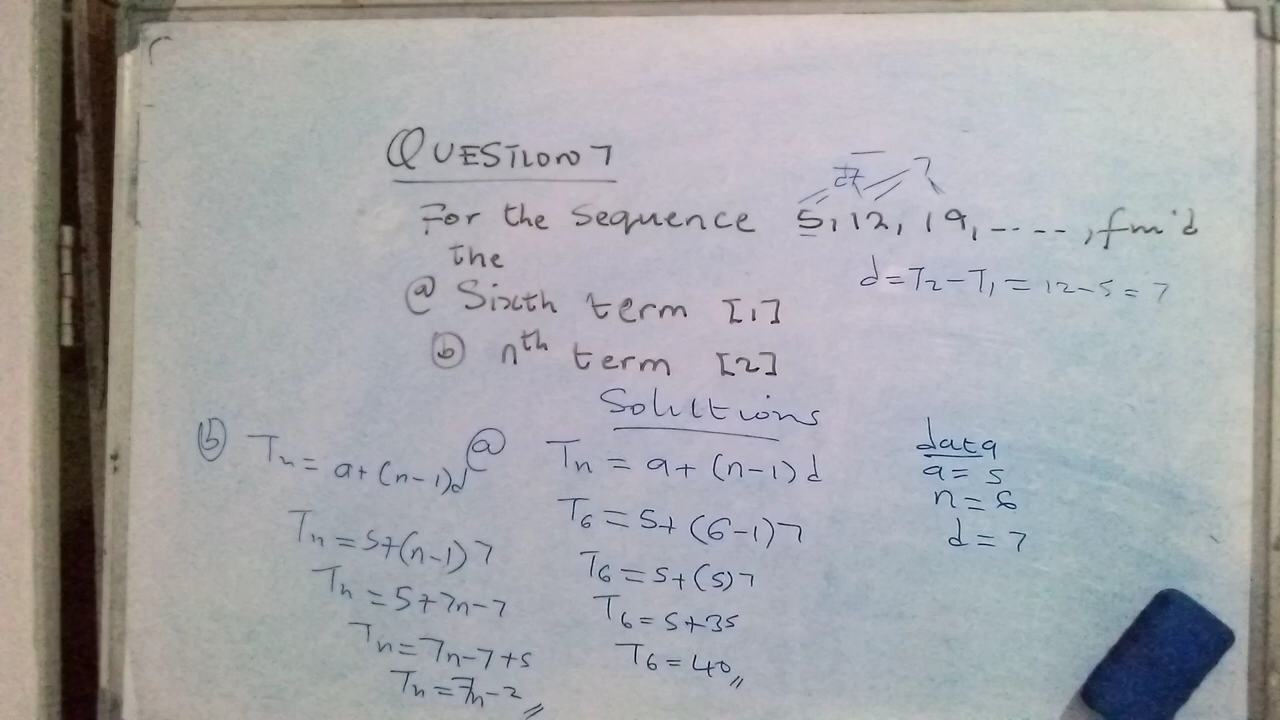 QUESTION 7
For the sequence 5, 12, 19, ----, find
the
d = T2 - T1 = 12 - 5 = 7
(a) Sixth term [1]
(b) nth term [2]
Solutions
(a) Tn = a + (n-1)d
T6 = 5 + (6-1)7
T6 = 5 + (5)7
T6 = 5 + 35
T6 = 40
data
a = 5
n = 6
d = 7
(b) Tn = a + (n-1)d
Tn = 5 + (n-1)7
Tn = 5 + 7n - 7
Tn = 7n - 7 + 5
Tn = 7n - 2